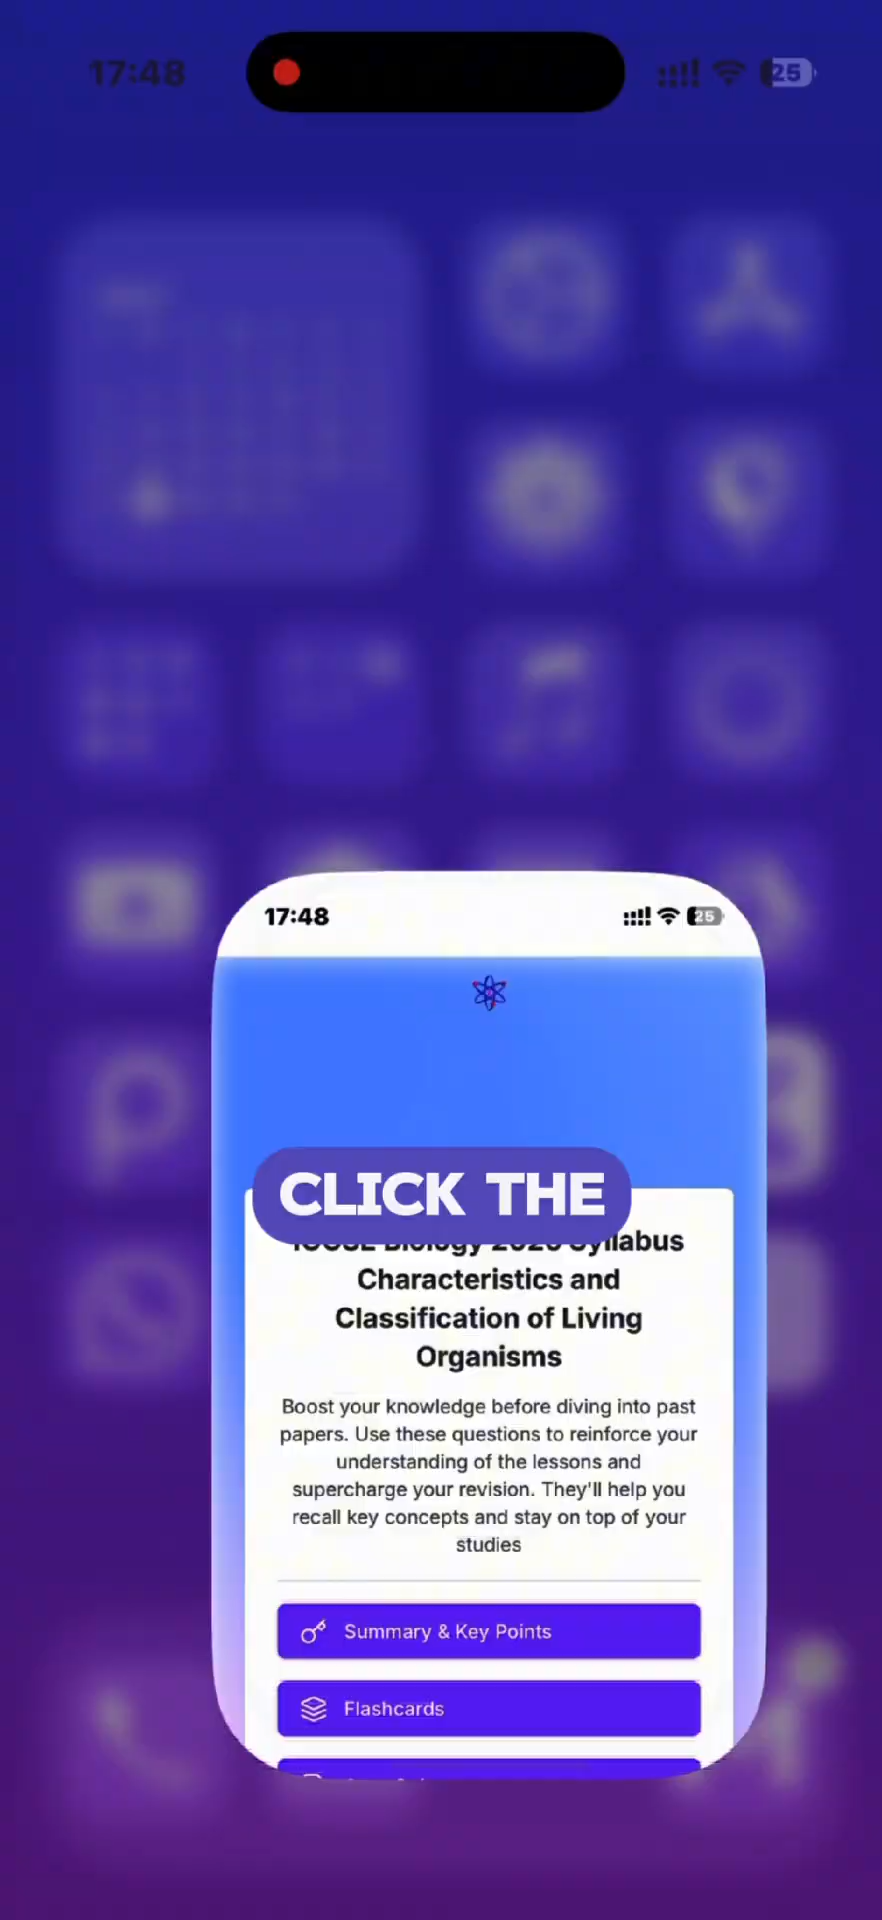 17:48
25
17:48
25
CLICK THE
Syllabus
Characteristics and
Classification of Living
Organisms
Boost your knowledge before diving into past
papers. Use these questions to reinforce your
understanding of the lessons and
supercharge your revision. They'll help you
recall key concepts and stay on top of your
studies
Summary & Key Points
Flashcards